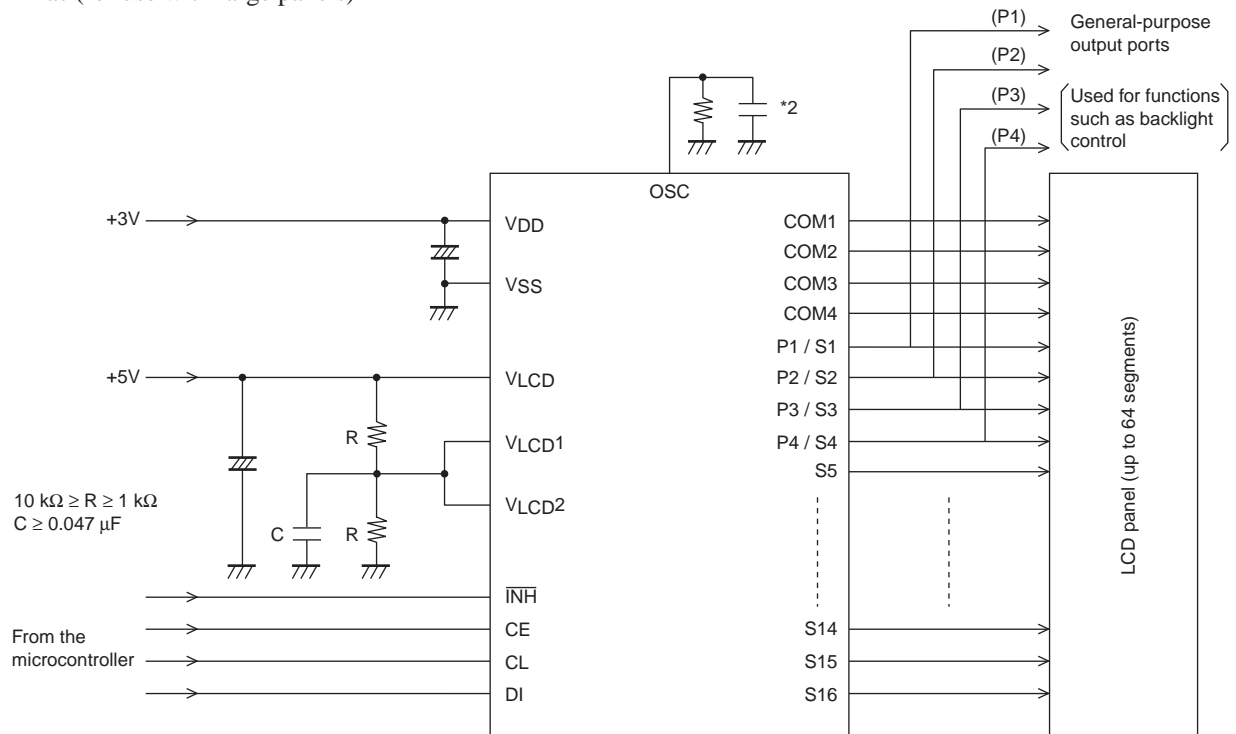 (P1)
General-purpose
output ports
(P2)
(P3)
Used for functions
such as backlight
control
(P4)
*2
OSC
+3V
VDD
VSS
+5V
VLCD
R
VLCD1
VLCD2
C
R
10 kΩ ≥ R ≥ 1 kΩ
C ≥ 0.047 μF
INH
CE
CL
DI
From the
microcontroller
COM1
COM2
COM3
COM4
P1 / S1
P2 / S2
P3 / S3
P4 / S4
S5
S14
S15
S16
LCD panel (up to 64 segments)